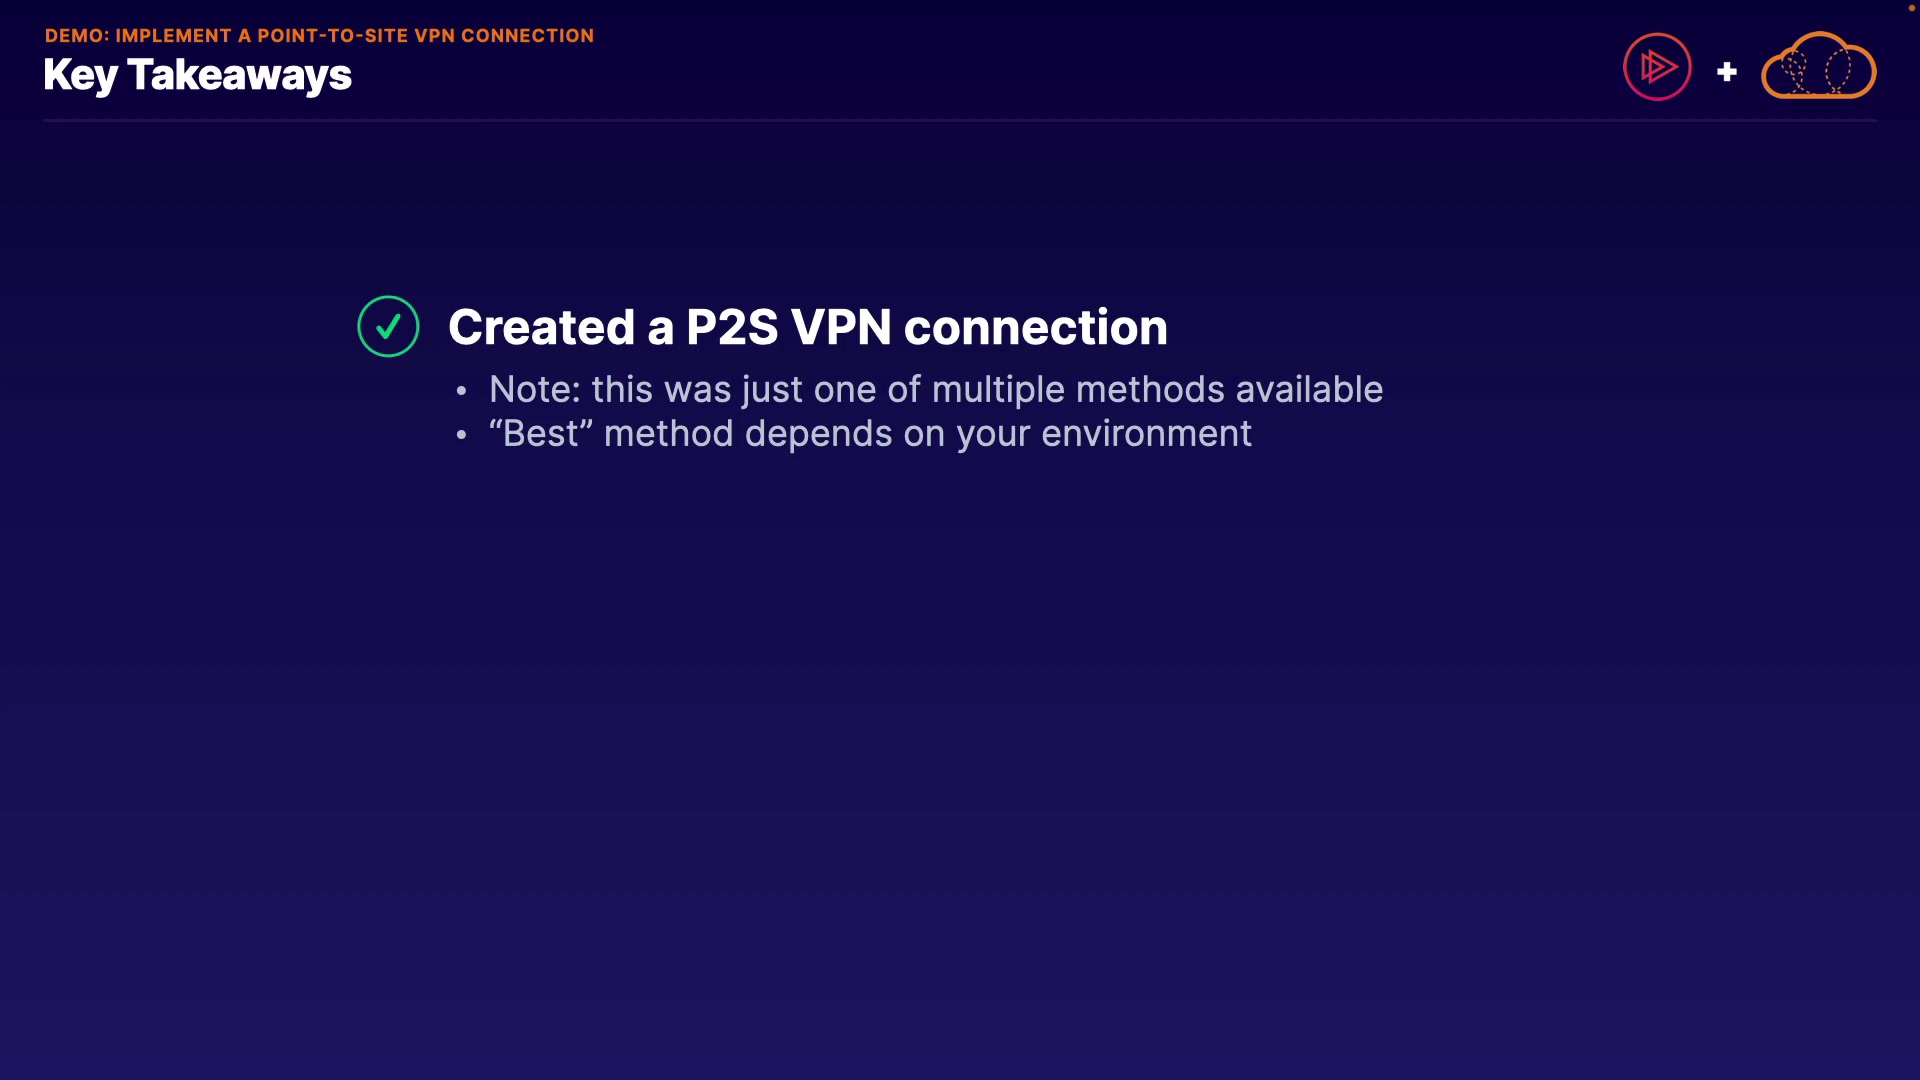 DEMO: IMPLEMENT A POINT-TO-SITE VPN CONNECTION
Key Takeaways
Created a P2S VPN connection
• Note: this was just one of multiple methods available
• “Best” method depends on your environment